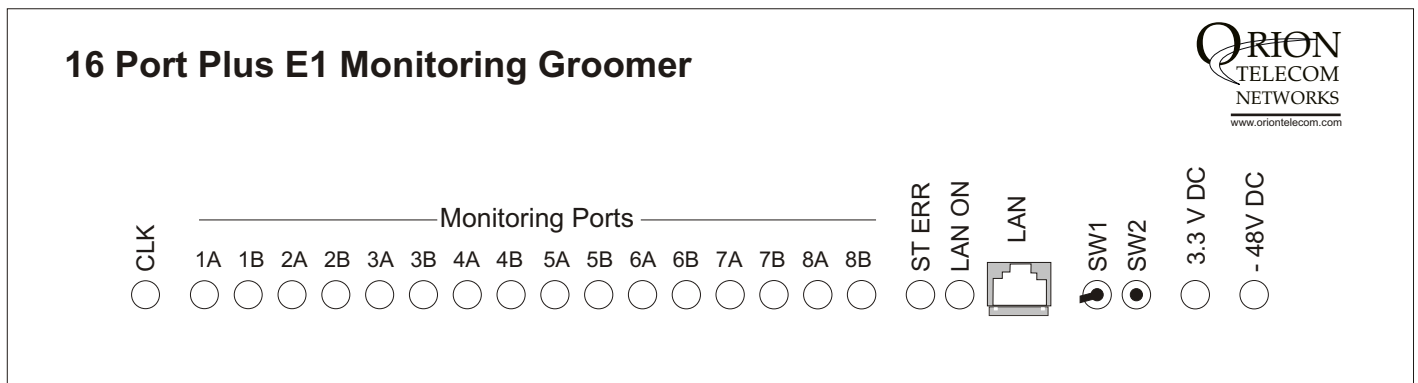 16 Port Plus E1 Monitoring Groomer
ORION
TELECOM
NETWORKS
www.oriontelecom.com
CLK
Monitoring Ports
1A 1B 2A 2B 3A 3B 4A 4B 5A 5B 6A 6B 7A 7B 8A 8B
ST ERR
LAN ON
LAN
SW1
SW2
3.3 V DC
- 48V DC